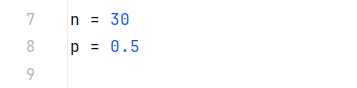 7 n = 30
8 p = 0.5
9